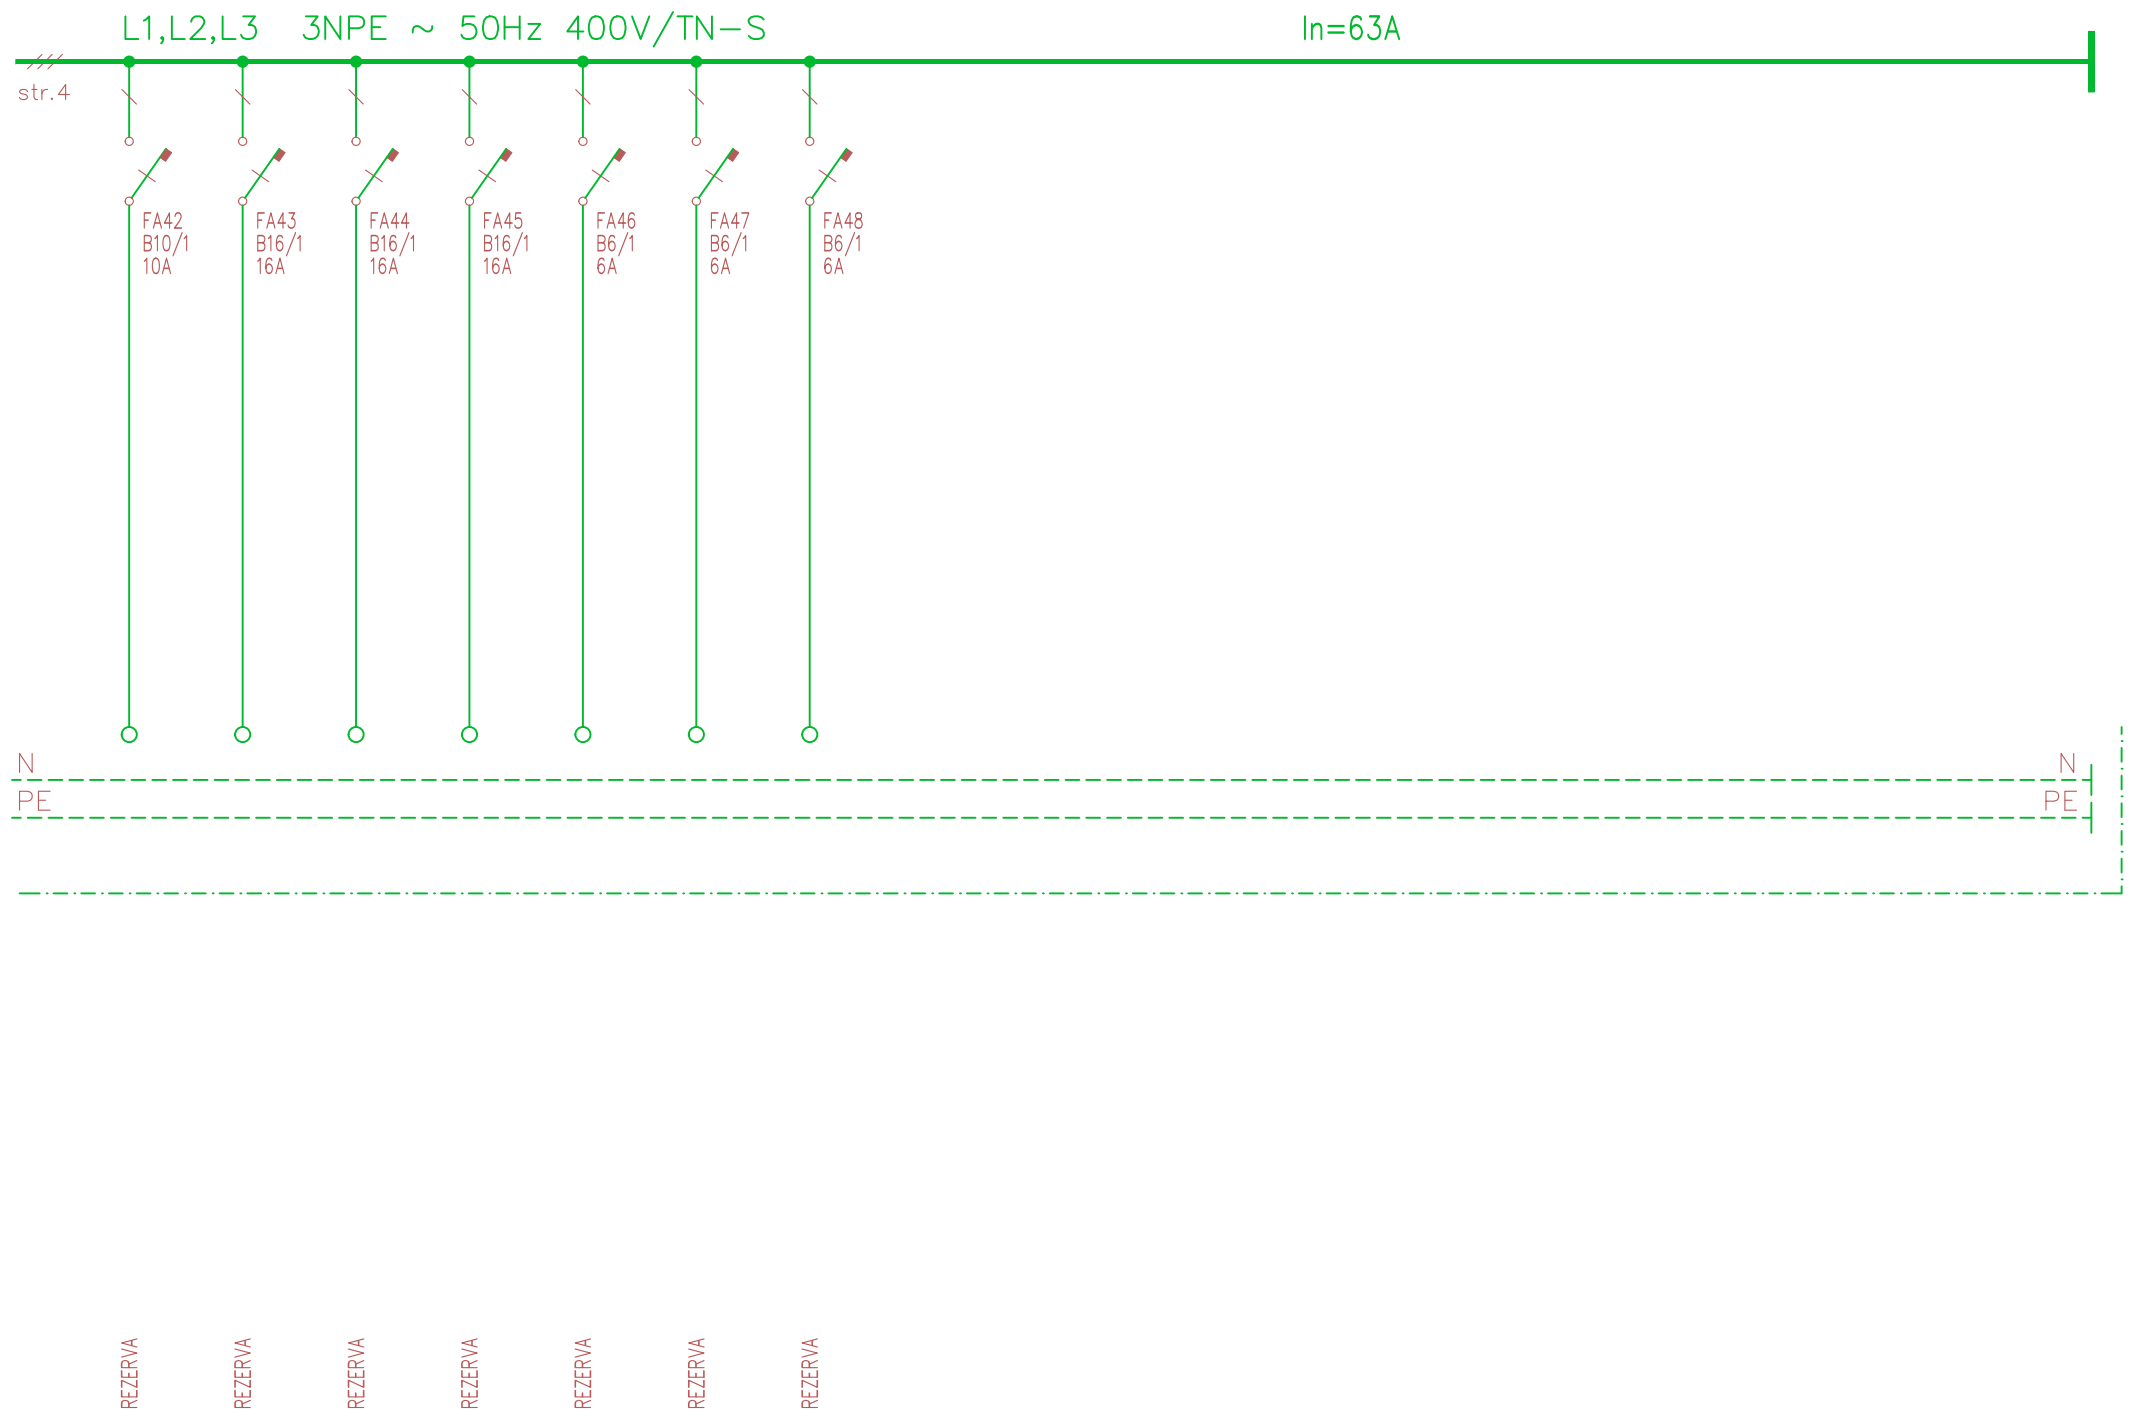 L1,L2,L3 3NPE ~ 50Hz 400V/TN-S
In=63A
str.4
FA42
B10/1
10A
FA43
B16/1
16A
FA44
B16/1
16A
FA45
B16/1
16A
FA46
B6/1
6A
FA47
B6/1
6A
FA48
B6/1
6A
N
N
PE
PE
REZERVA
REZERVA
REZERVA
REZERVA
REZERVA
REZERVA
REZERVA